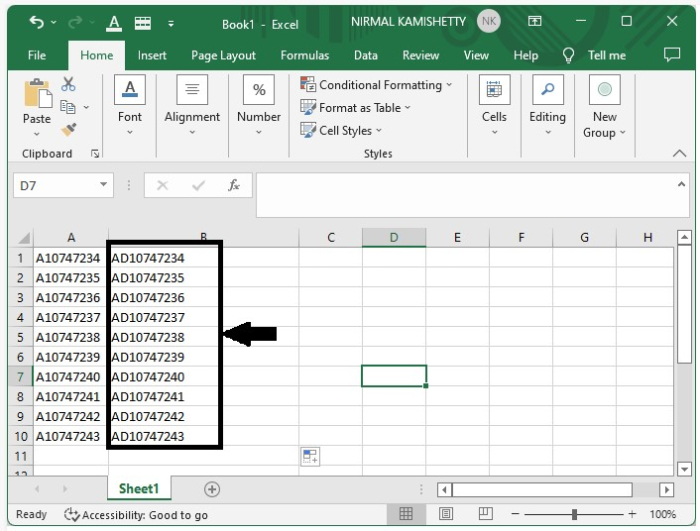 Book1 - Excel
NIRMAL KAMISHETTY NK
File Home Insert Page Layout Formulas Data Review View Help Tell me
Paste
Clipboard
A
Font
Alignment
%
Number
Conditional Formatting
Format as Table
Cell Styles
Styles
Cells
Editing
New
Group
D7 fx
A B C D E F G H
1 A10747234 AD10747234
2 A10747235 AD10747235
3 A10747236 AD10747236
4 A10747237 AD10747237
5 A10747238 AD10747238
6 A10747239 AD10747239
7 A10747240 AD10747240
8 A10747241 AD10747241
9 A10747242 AD10747242
10 A10747243 AD10747243
11
Sheet1
Ready Accessibility: Good to go 100%